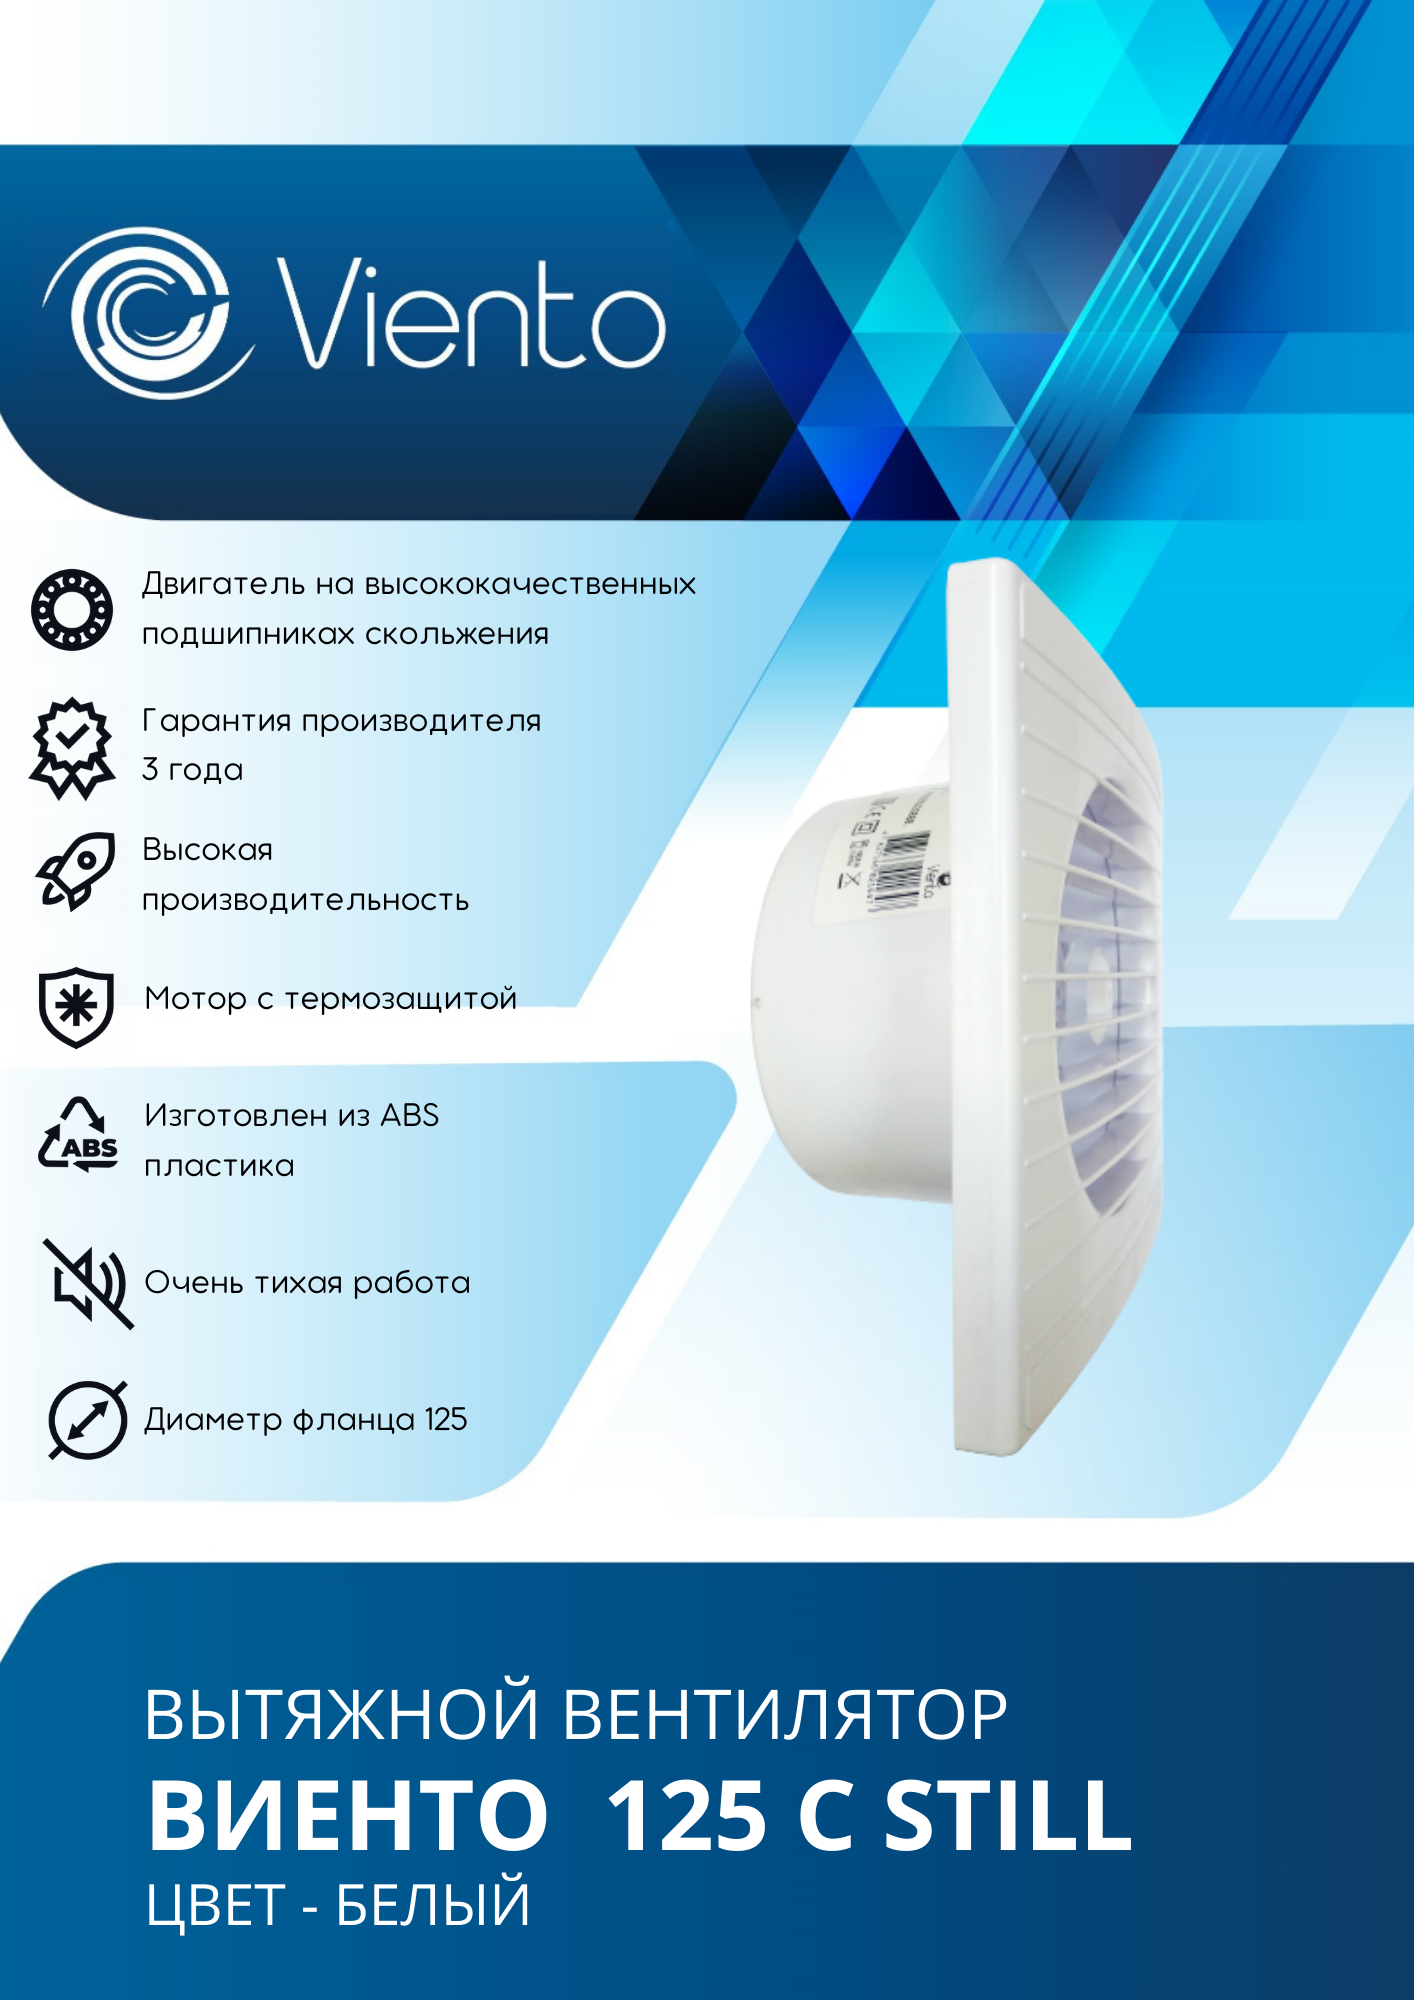 Viento
Двигатель на высококачественных
подшипниках скольжения
Гарантия производителя
3 года
Высокая
производительность
Мотор с термозащитой
Изготовлен из ABS
пластика
ABS
Очень тихая работа
Диаметр фланца 125
Viento
ВЫТЯЖНОЙ ВЕНТИЛЯТОР
ВИЕНТО 125 С STILL
ЦВЕТ - БЕЛЫЙ